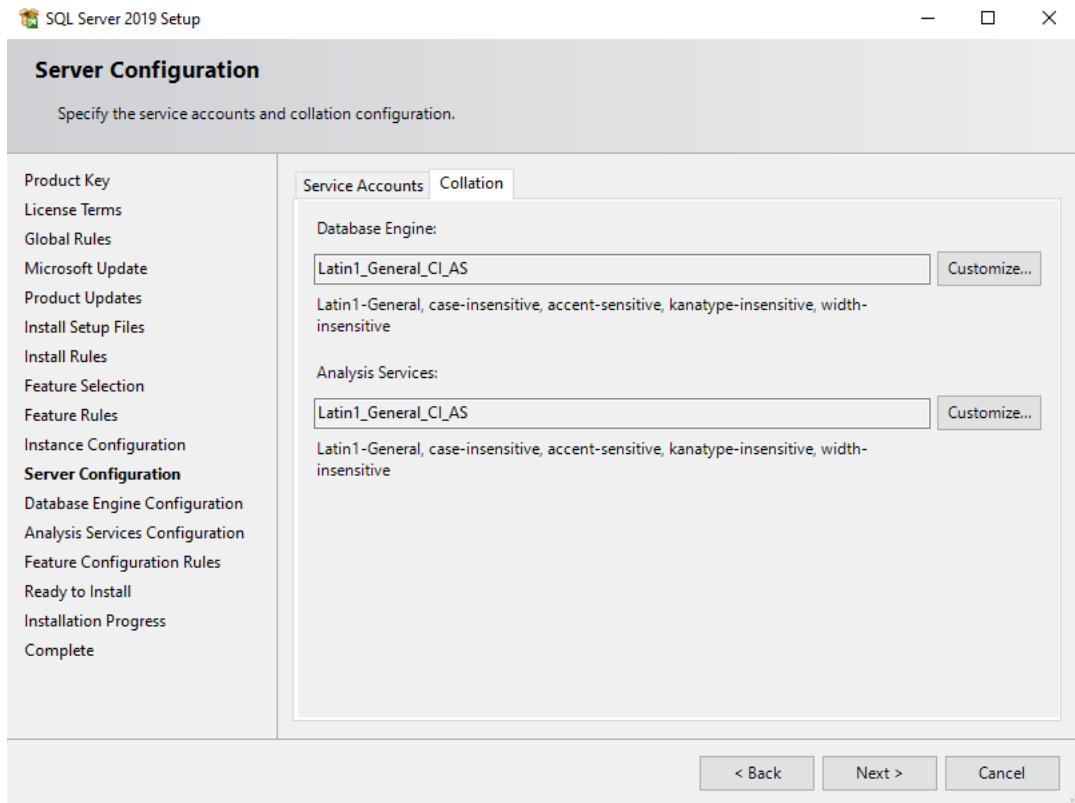 SQL Server 2019 Setup
Server Configuration
Specify the service accounts and collation configuration.
Product Key
License Terms
Global Rules
Microsoft Update
Product Updates
Install Setup Files
Install Rules
Feature Selection
Feature Rules
Instance Configuration
Server Configuration
Database Engine Configuration
Analysis Services Configuration
Feature Configuration Rules
Ready to Install
Installation Progress
Complete
Service Accounts Collation
Database Engine:
Latin1_General_CI_AS Customize...
Latin1-General, case-insensitive, accent-sensitive, kanatype-insensitive, width-
insensitive
Analysis Services:
Latin1_General_CI_AS Customize...
Latin1-General, case-insensitive, accent-sensitive, kanatype-insensitive, width-
insensitive
< Back Next > Cancel